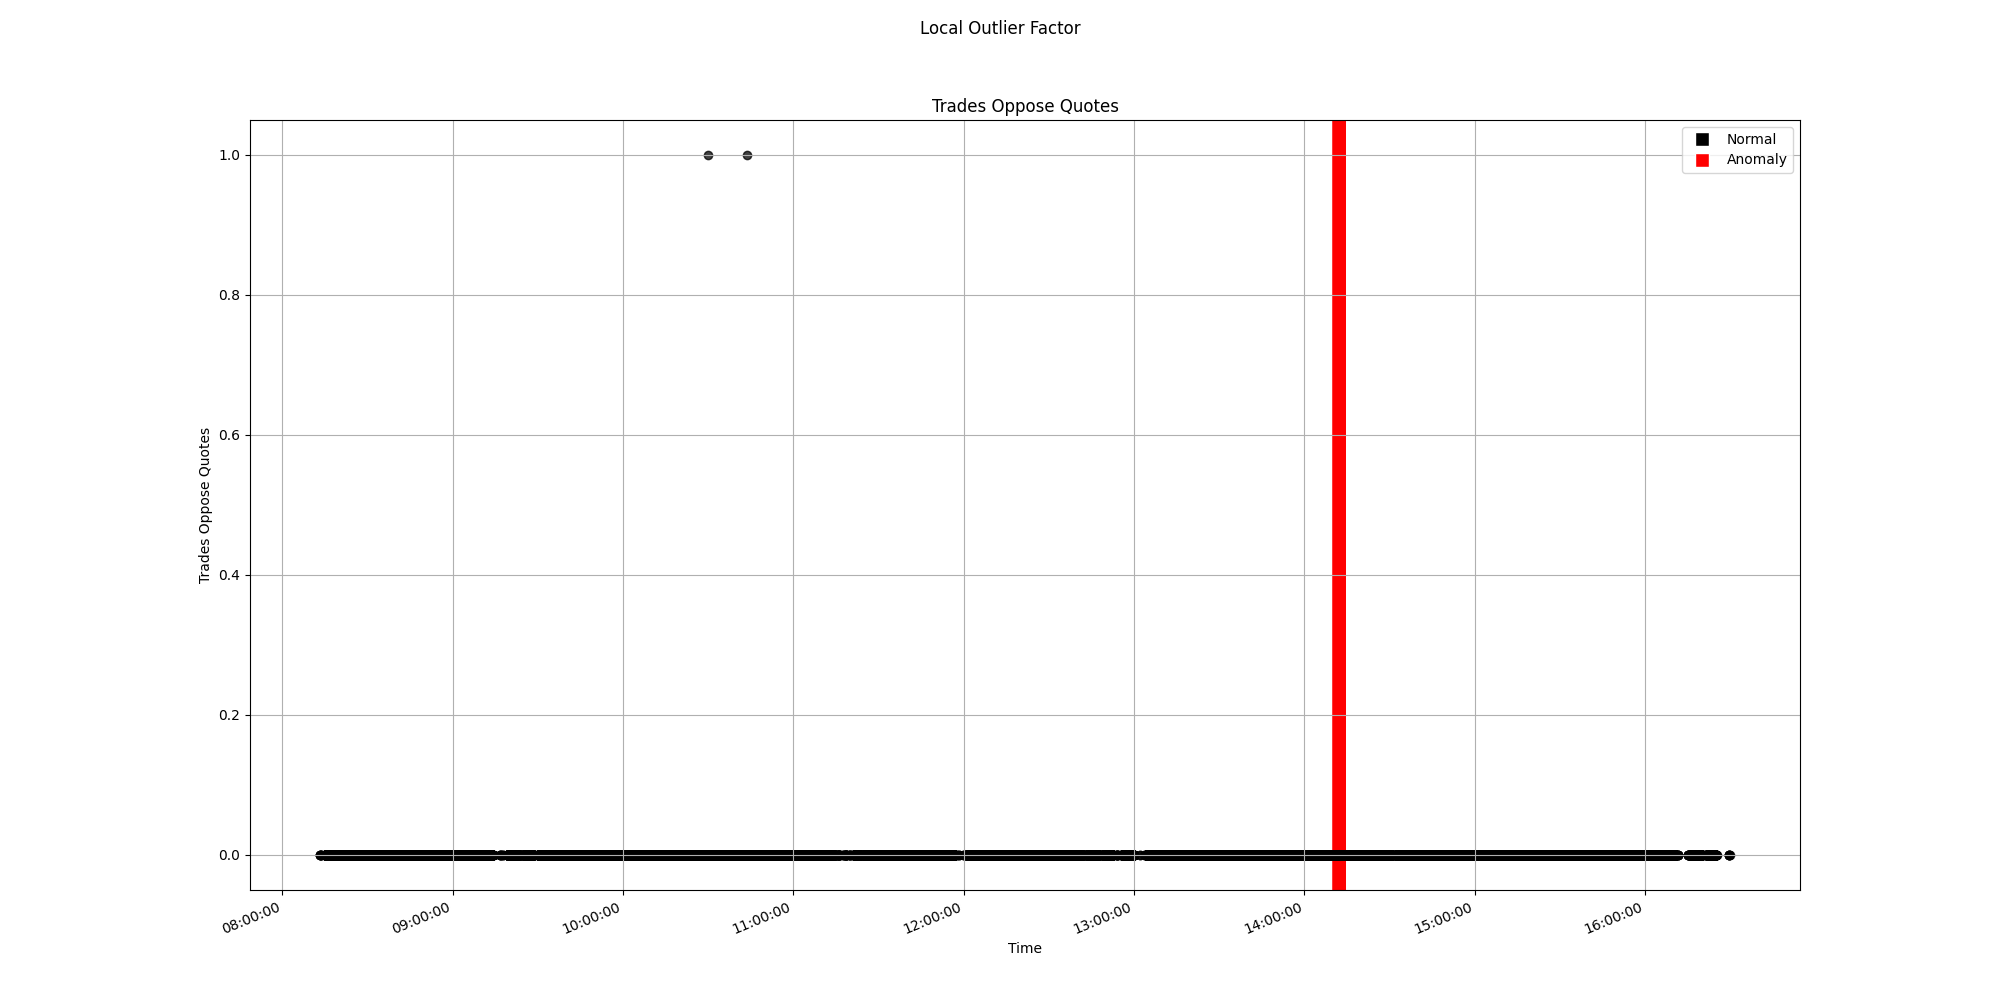 Local Outlier Factor
Trades Oppose Quotes
Normal
Anomaly
Trades Oppose Quotes
1.0
0.8
0.6
0.4
0.2
0.0
08:00:00
09:00:00
10:00:00
11:00:00
12:00:00
13:00:00
14:00:00
15:00:00
16:00:00
Time